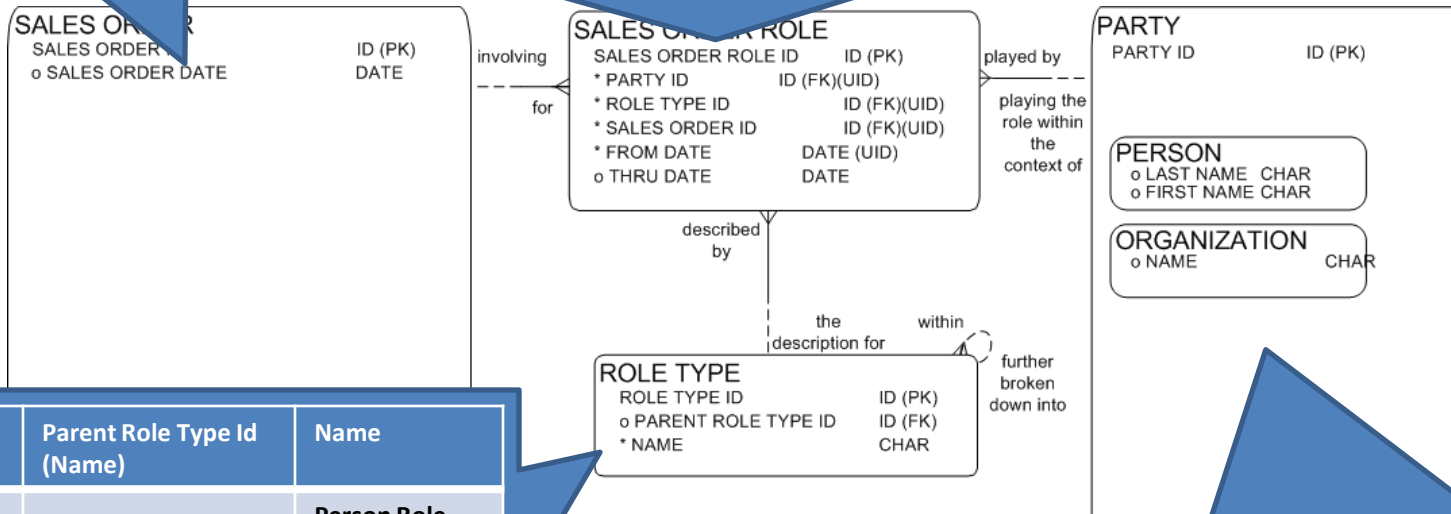 SALES ORDER
SALES ORDER ID (PK)
o SALES ORDER DATE DATE
involving
for
SALES ORDER ROLE
SALES ORDER ROLE ID ID (PK)
* PARTY ID ID (FK)(UID)
* ROLE TYPE ID ID (FK)(UID)
* SALES ORDER ID ID (FK)(UID)
* FROM DATE DATE (UID)
o THRU DATE DATE
played by
playing the
role within
the
context of
PARTY
PARTY ID ID (PK)
PERSON
o LAST NAME CHAR
o FIRST NAME CHAR
ORGANIZATION
o NAME CHAR
described
by
the
description for
within
further
broken
down into
ROLE TYPE
ROLE TYPE ID ID (PK)
o PARENT ROLE TYPE ID ID (FK)
* NAME CHAR
Parent Role Type Id
(Name)
Name
Person Role